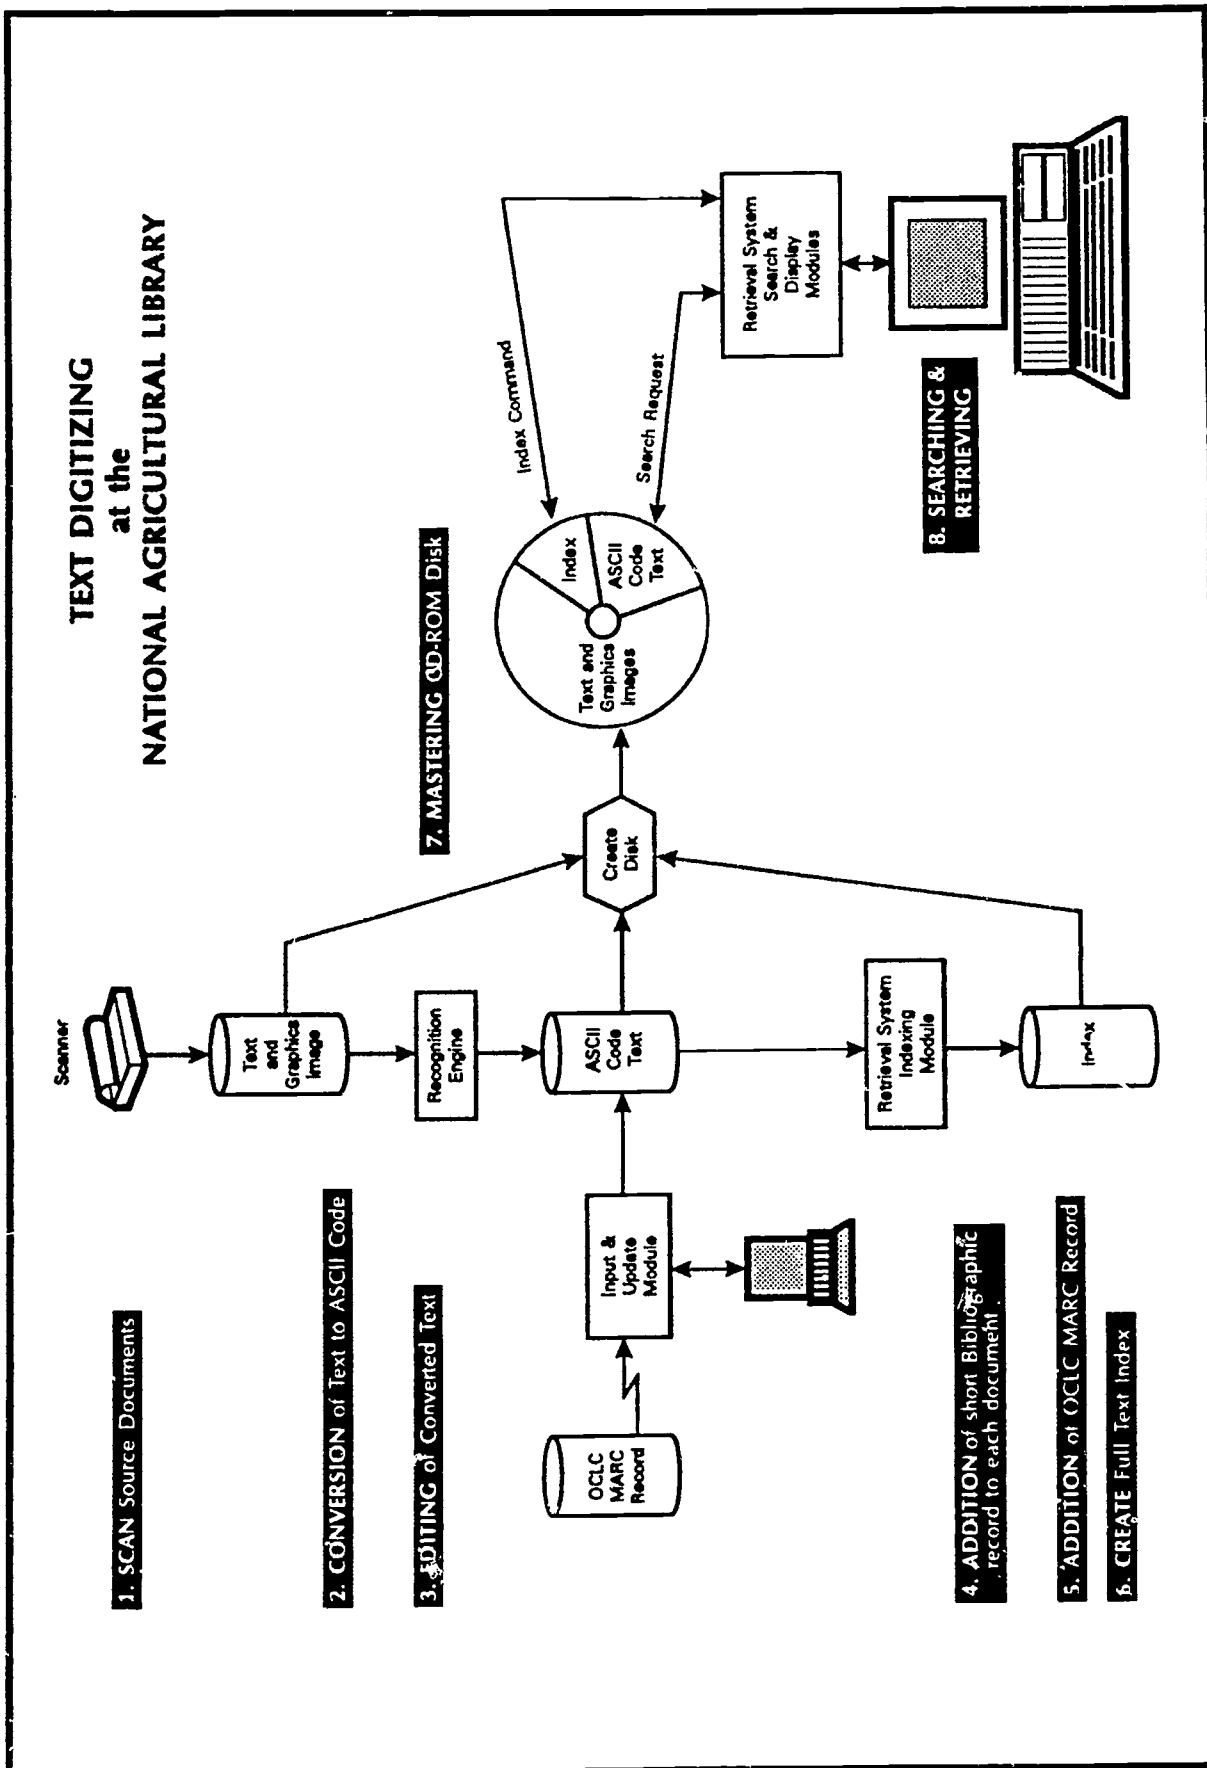 TEXT DIGITIZING
at the
NATIONAL AGRICULTURAL LIBRARY
1. SCAN Source Documents
2. CONVERSION of Text to ASCII Code
3. EDITING of Converted Text
4. ADDITION of short Bibliographic
record to each document.
5. ADDITION of OCLC MARC Record
6. CREATE Full Text Index
7. MASTERING CD-ROM Disk
8. SEARCHING &
RETRIEVING
Scanner
Text
and
Graphics
Image
Recognition
Engine
OCLC
MARC
Record
Input &
Update
Module
ASCII
Code
Text
Retrieval System
Indexing
Module
Index
Create
Disk
Text and
Graphics
Images
Index
ASCII
Code
Text
Index Command
Search Request
Retrieval System
Search &
Display
Modules